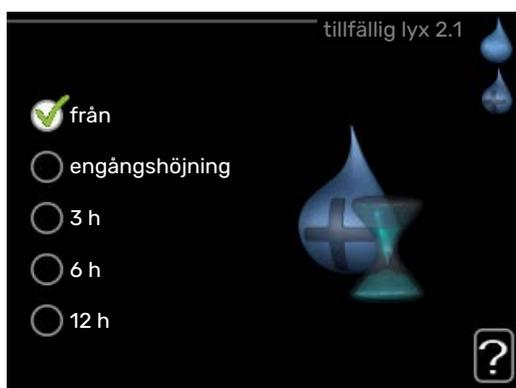 tillfällig lyx 2.1
från
engångshöjning
3 h
6 h
12 h
?